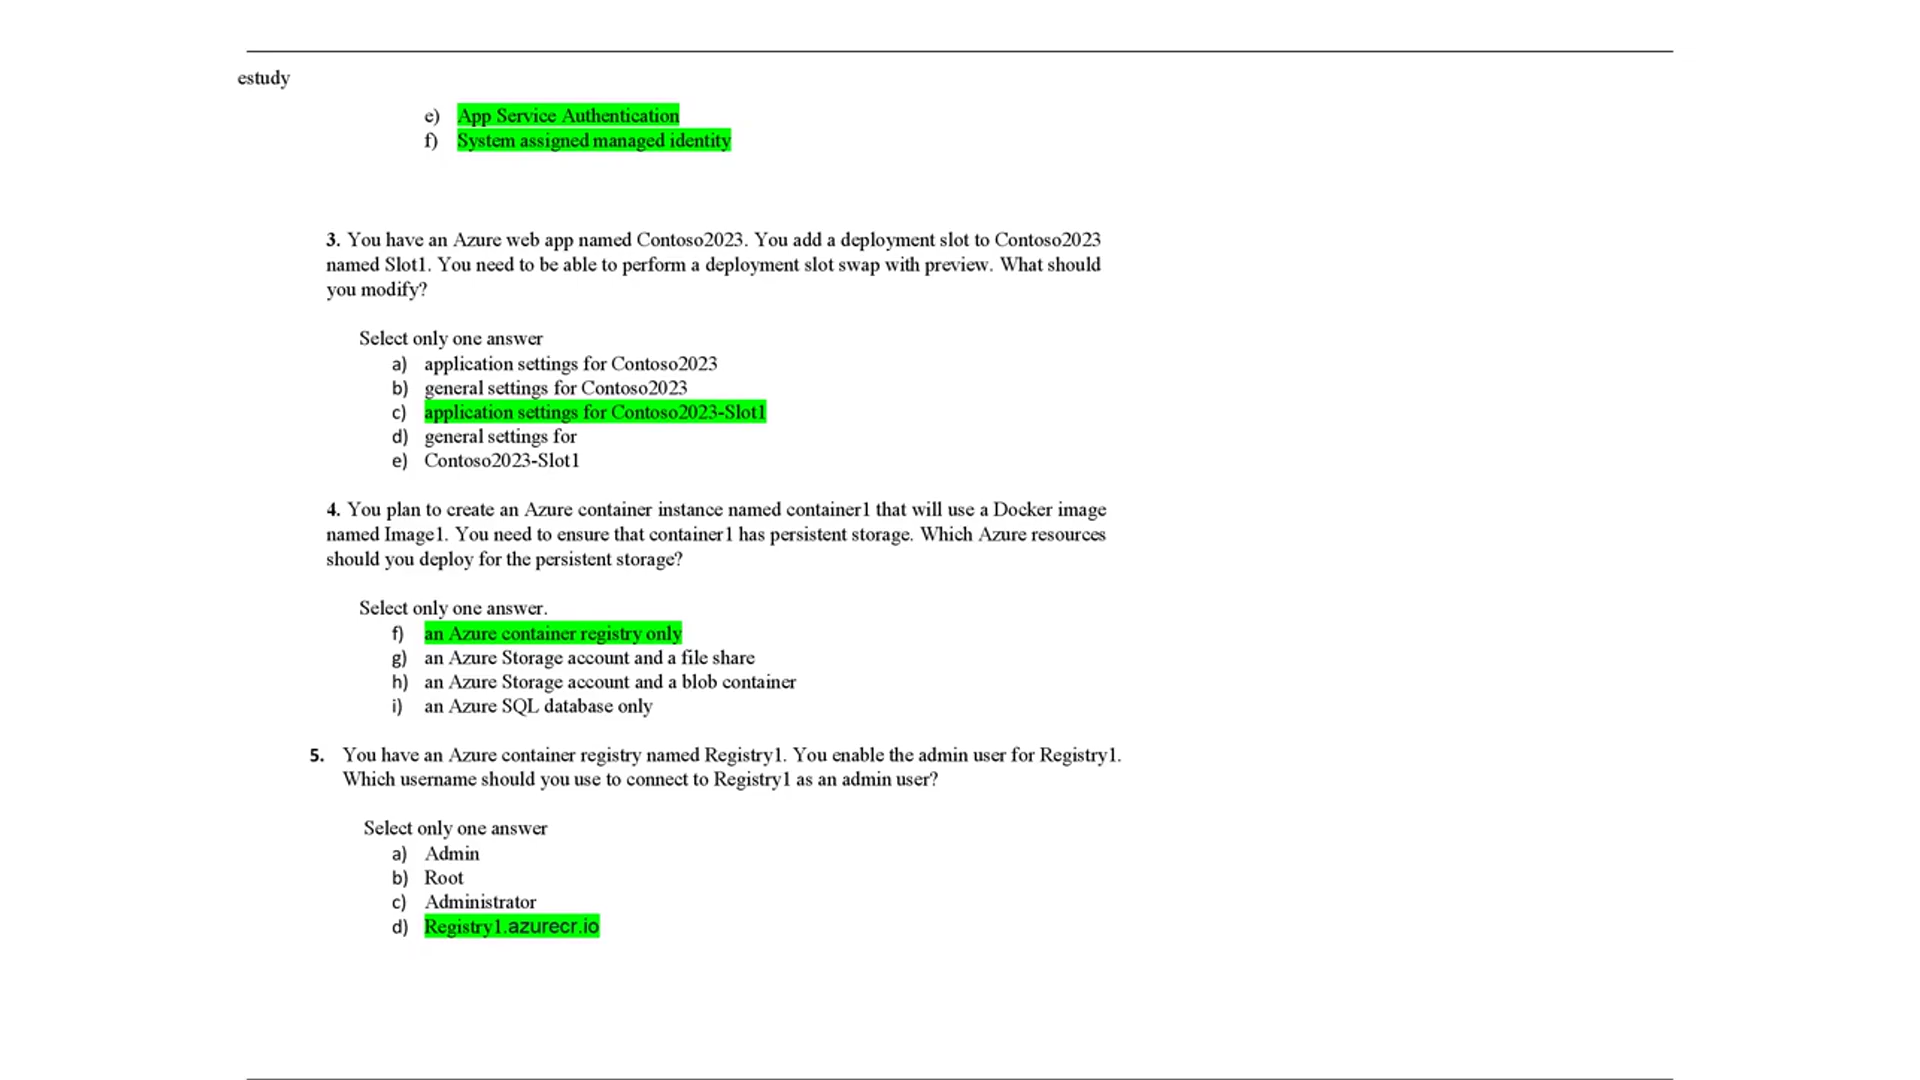 estudy
e) App Service Authentication
f) System assigned managed identity
3. You have an Azure web app named Contoso2023. You add a deployment slot to Contoso2023
named Slot1. You need to be able to perform a deployment slot swap with preview. What should
you modify?
Select only one answer
a) application settings for Contoso2023
b) general settings for Contoso2023
c) application settings for Contoso2023-Slot1
d) general settings for
e) Contoso2023-Slot1
4. You plan to create an Azure container instance named container1 that will use a Docker image
named Image1. You need to ensure that container1 has persistent storage. Which Azure resources
should you deploy for the persistent storage?
Select only one answer.
f) an Azure container registry only
g) an Azure Storage account and a file share
h) an Azure Storage account and a blob container
i) an Azure SQL database only
5. You have an Azure container registry named Registry1. You enable the admin user for Registry1.
Which username should you use to connect to Registry1 as an admin user?
Select only one answer
a) Admin
b) Root
c) Administrator
d) Registry1.azurecr.io